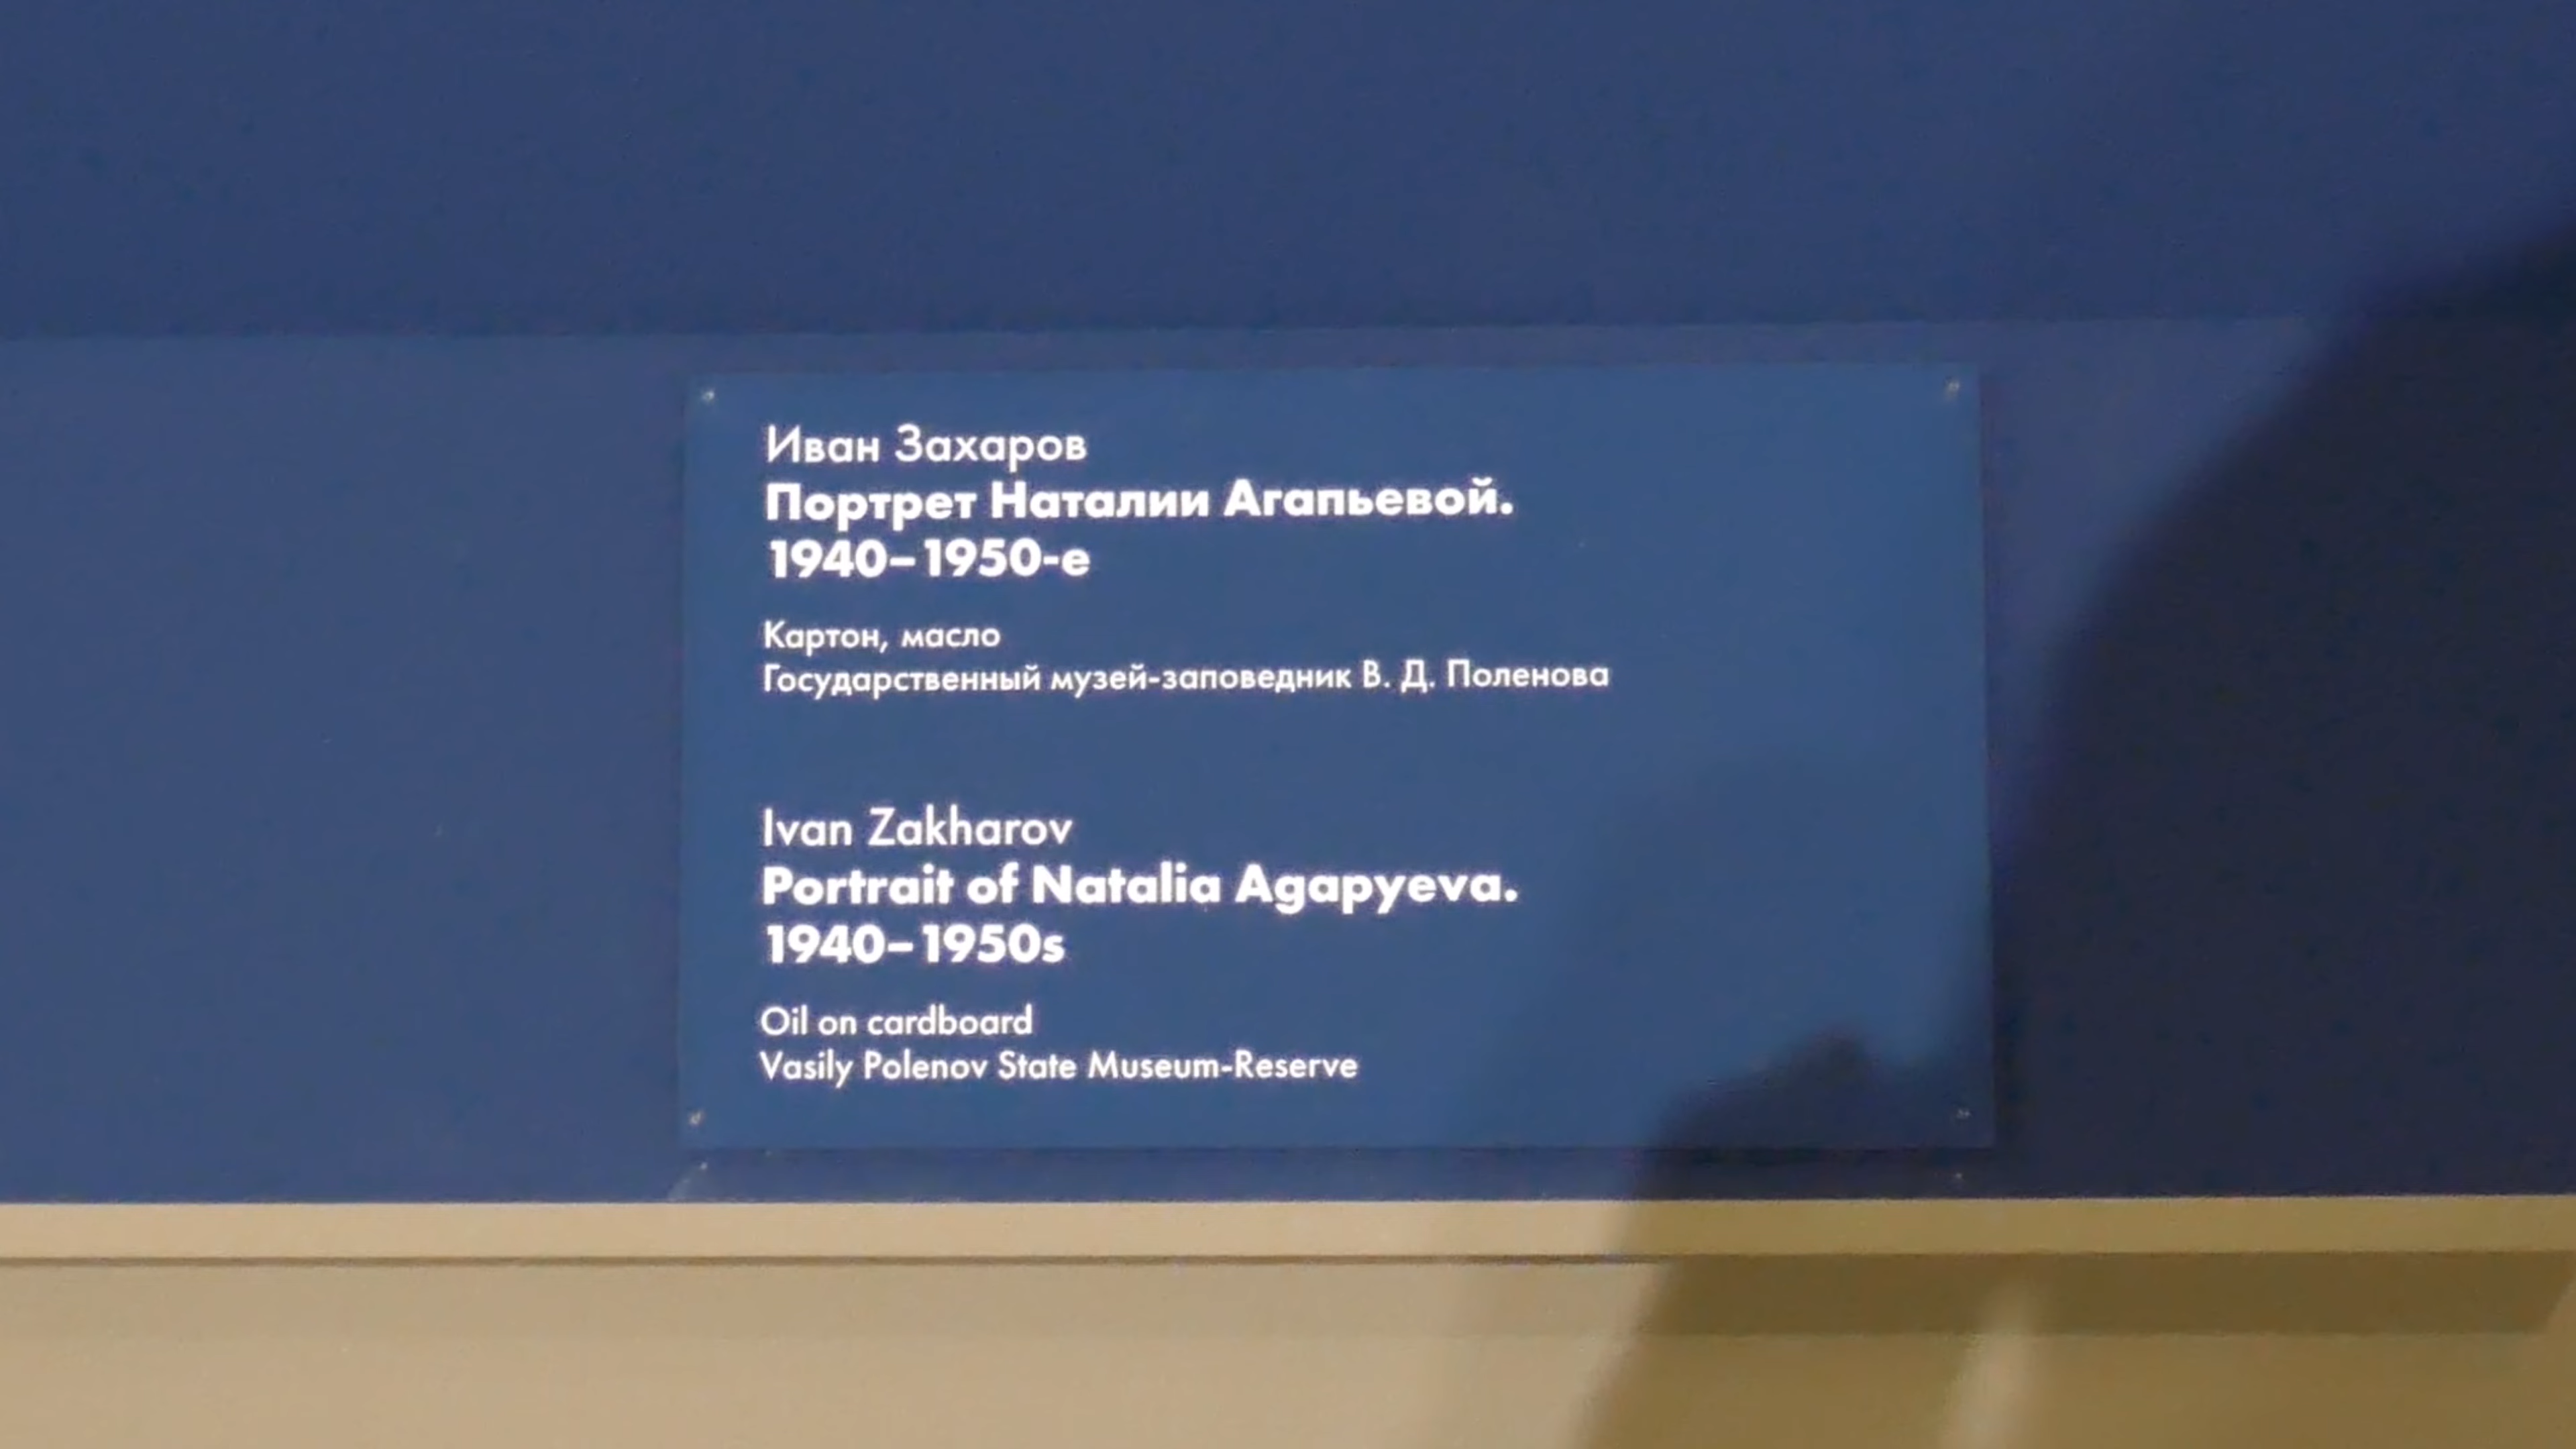 Иван Захаров
Портрет Наталии Агапьевой.
1940–1950-е
Картон, масло
Государственный музей-заповедник В. Д. Поленова
Ivan Zakharov
Portrait of Natalia Agapyeva.
1940–1950s
Oil on cardboard
Vasily Polenov State Museum-Reserve